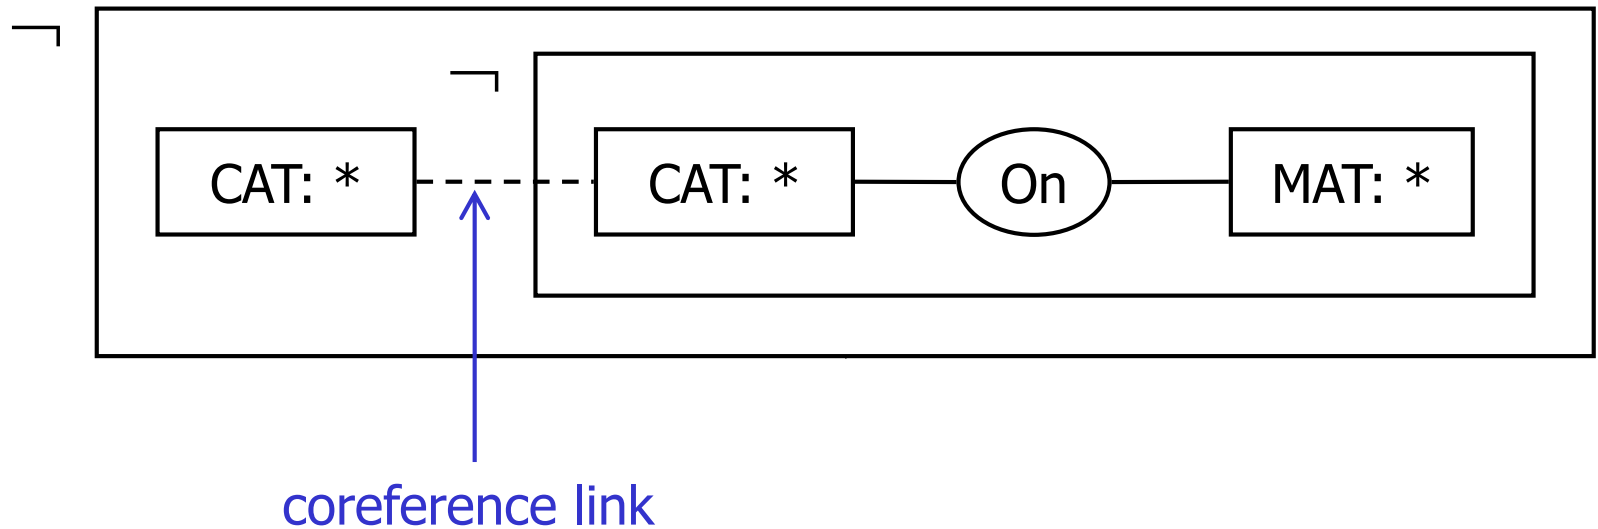 ¬
¬
CAT: * CAT: * On MAT: *
coreference link